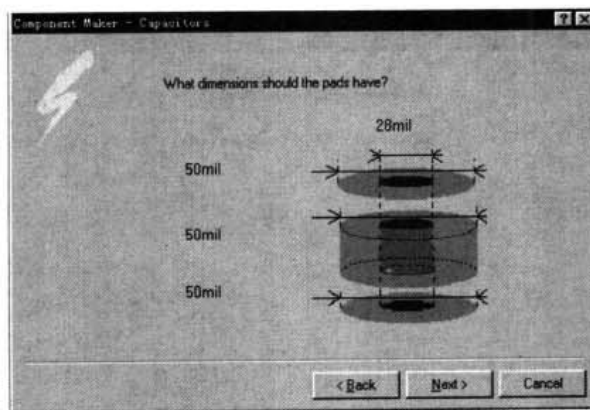 Component Maker - Capacitors
What dimensions should the pads have?
28mil
50mil
50mil
50mil
< Back
Next >
Cancel